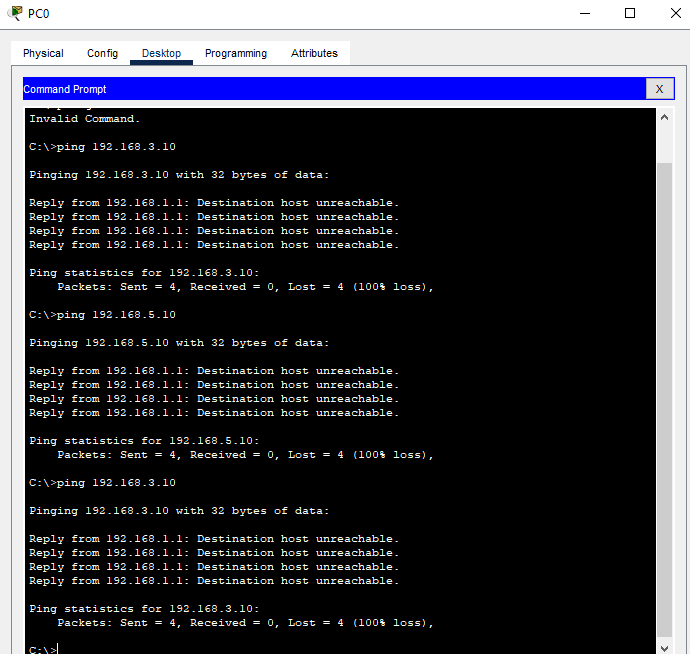 PC0
Physical Config Desktop Programming Attributes
Command Prompt X
Invalid Command.
C:\>ping 192.168.3.10
Pinging 192.168.3.10 with 32 bytes of data:
Reply from 192.168.1.1: Destination host unreachable.
Reply from 192.168.1.1: Destination host unreachable.
Reply from 192.168.1.1: Destination host unreachable.
Reply from 192.168.1.1: Destination host unreachable.
Ping statistics for 192.168.3.10:
    Packets: Sent = 4, Received = 0, Lost = 4 (100% loss),
C:\>ping 192.168.5.10
Pinging 192.168.5.10 with 32 bytes of data:
Reply from 192.168.1.1: Destination host unreachable.
Reply from 192.168.1.1: Destination host unreachable.
Reply from 192.168.1.1: Destination host unreachable.
Reply from 192.168.1.1: Destination host unreachable.
Ping statistics for 192.168.5.10:
    Packets: Sent = 4, Received = 0, Lost = 4 (100% loss),
C:\>ping 192.168.3.10
Pinging 192.168.3.10 with 32 bytes of data:
Reply from 192.168.1.1: Destination host unreachable.
Reply from 192.168.1.1: Destination host unreachable.
Reply from 192.168.1.1: Destination host unreachable.
Reply from 192.168.1.1: Destination host unreachable.
Ping statistics for 192.168.3.10:
    Packets: Sent = 4, Received = 0, Lost = 4 (100% loss),
C:\>